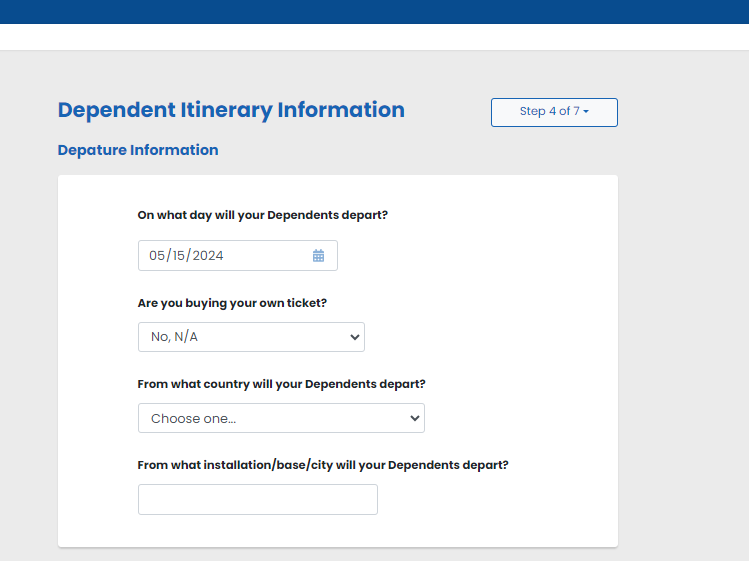 Dependent Itinerary Information
Step 4 of 7
Depature Information
On what day will your Dependents depart?
05/15/2024
Are you buying your own ticket?
No, N/A
From what country will your Dependents depart?
Choose one...
From what installation/base/city will your Dependents depart?